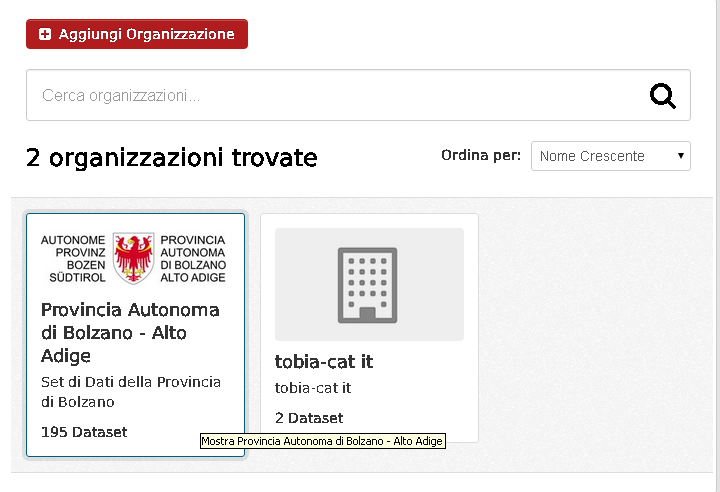 Aggiungi Organizzazione
Cerca organizzazioni...
2 organizzazioni trovate
Ordina per:
Nome Crescente
AUTONOME
PROVINZ
BOZEN
SÜDTIROL
PROVINCIA
AUTONOMA
DI BOLZANO
ALTO ADIGE
Provincia Autonoma
di Bolzano - Alto
Adige
Set di Dati della Provincia
di Bolzano
195 Dataset
tobia-cat it
tobia-cat it
2 Dataset
Mostra Provincia Autonoma di Bolzano - Alto Adige